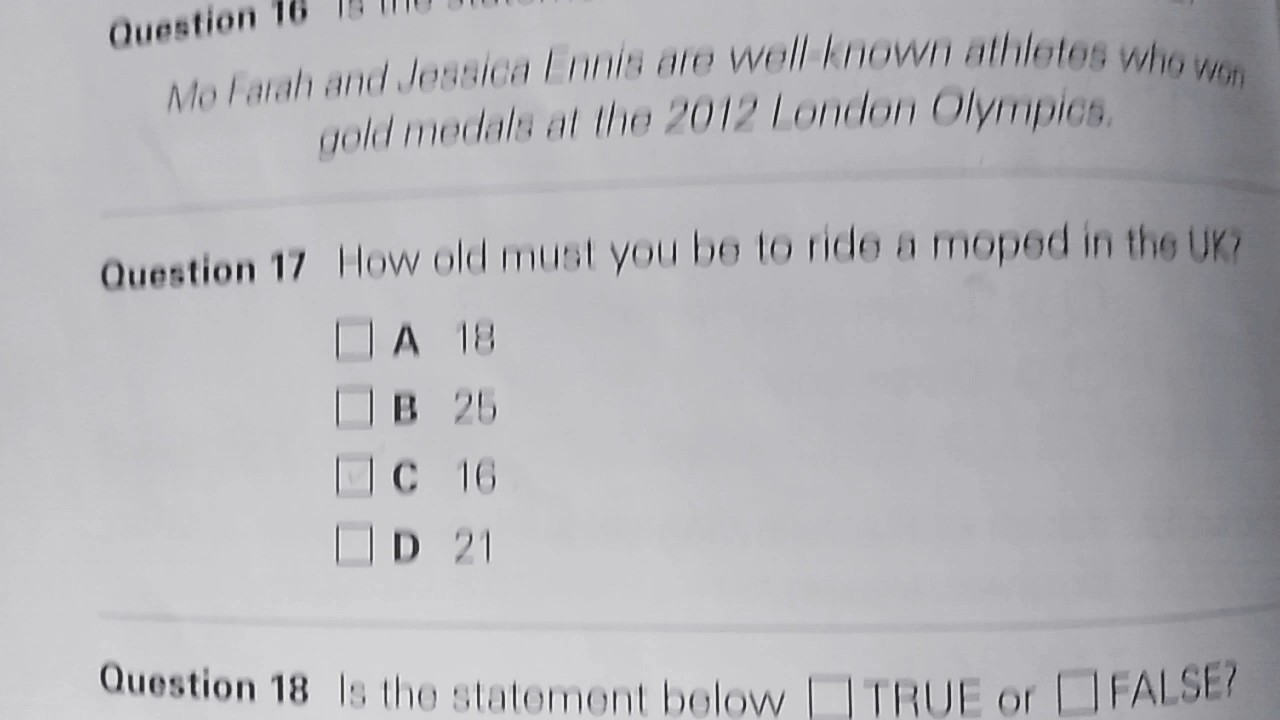 Question 16 Is the
Mo Farah and Jessica Ennis are well-known athletes who won
gold medals at the 2012 London Olympics.
Question 17 How old must you be to ride a moped in the UK?
A 18
B 25
C 16
D 21
Question 18 Is the statement below TRUE or FALSE?